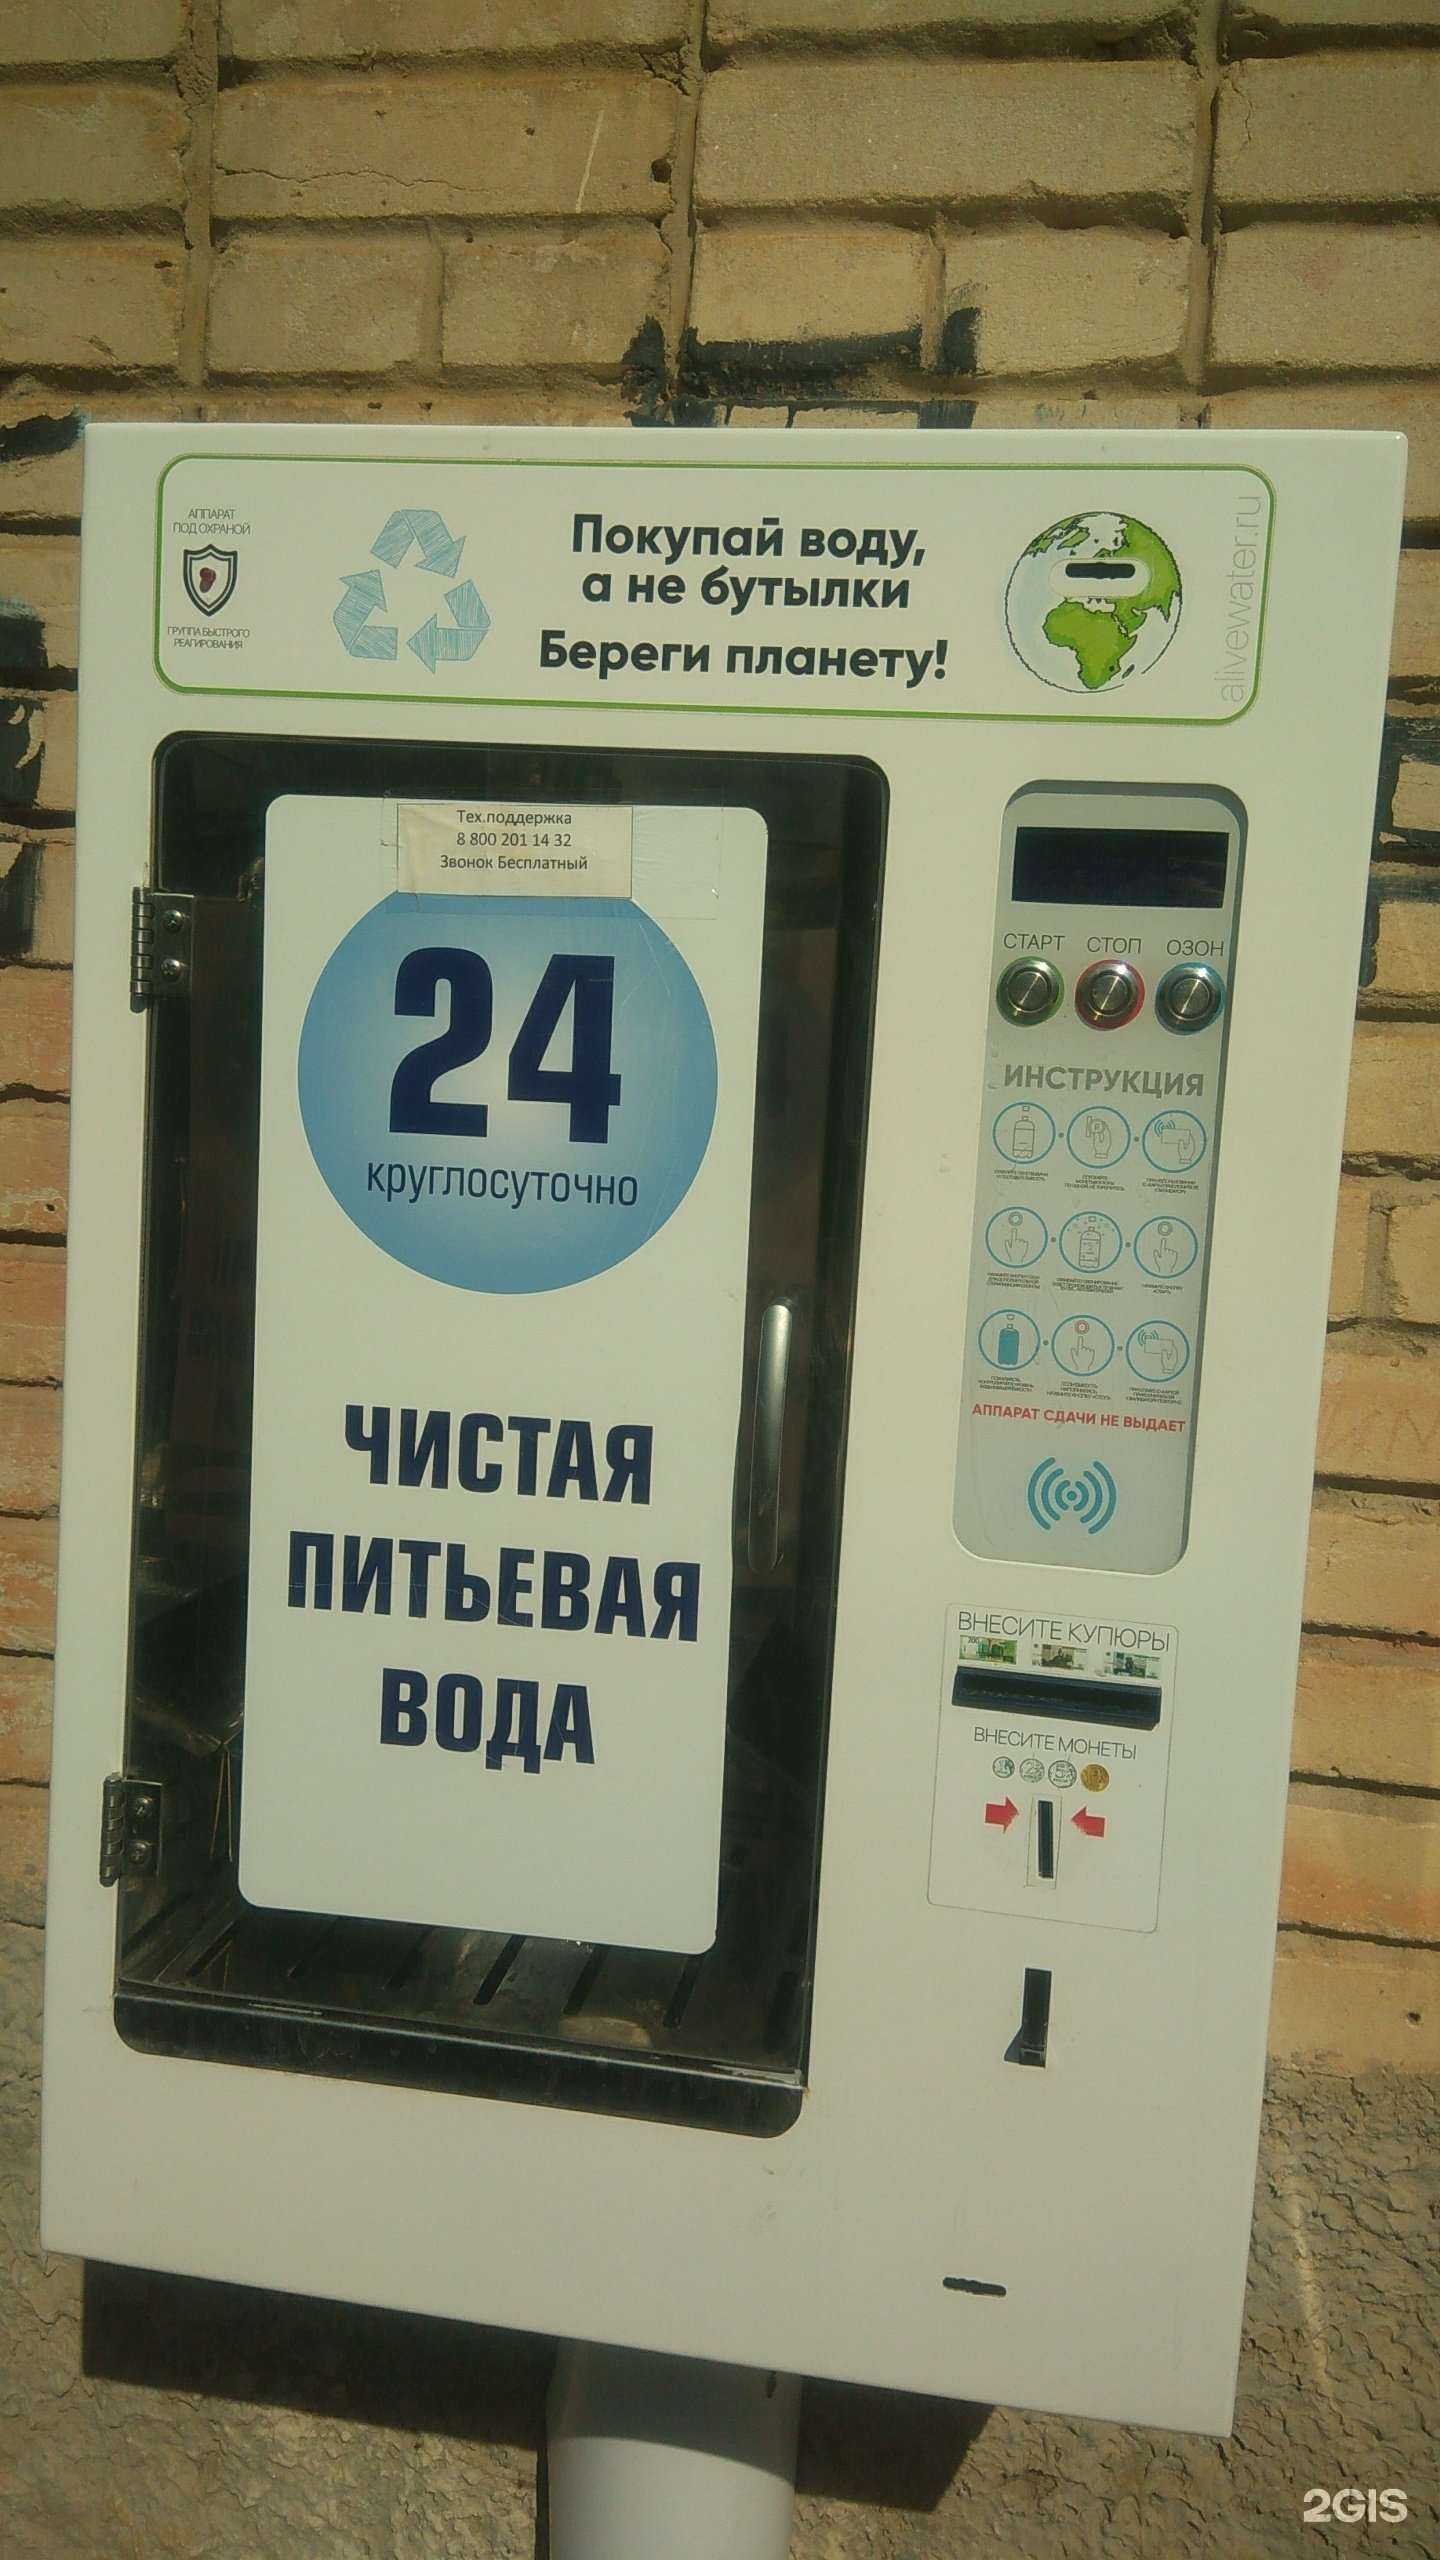 АППАРАТ
ПОД ОХРАНОЙ
ГРУППА БЫСТРОГО
РЕАГИРОВАНИЯ
Покупай воду,
а не бутылки
Береги планету!
alivewater.ru
Тех.поддержка
8 800 201 14 32
Звонок Бесплатный
24
круглосуточно
ЧИСТАЯ
ПИТЬЕВАЯ
ВОДА
СТАРТ СТОП ОЗОН
ИНСТРУКЦИЯ
АППАРАТ СДАЧИ НЕ ВЫДАЕТ
ВНЕСИТЕ КУПЮРЫ
ВНЕСИТЕ МОНЕТЫ
2GIS